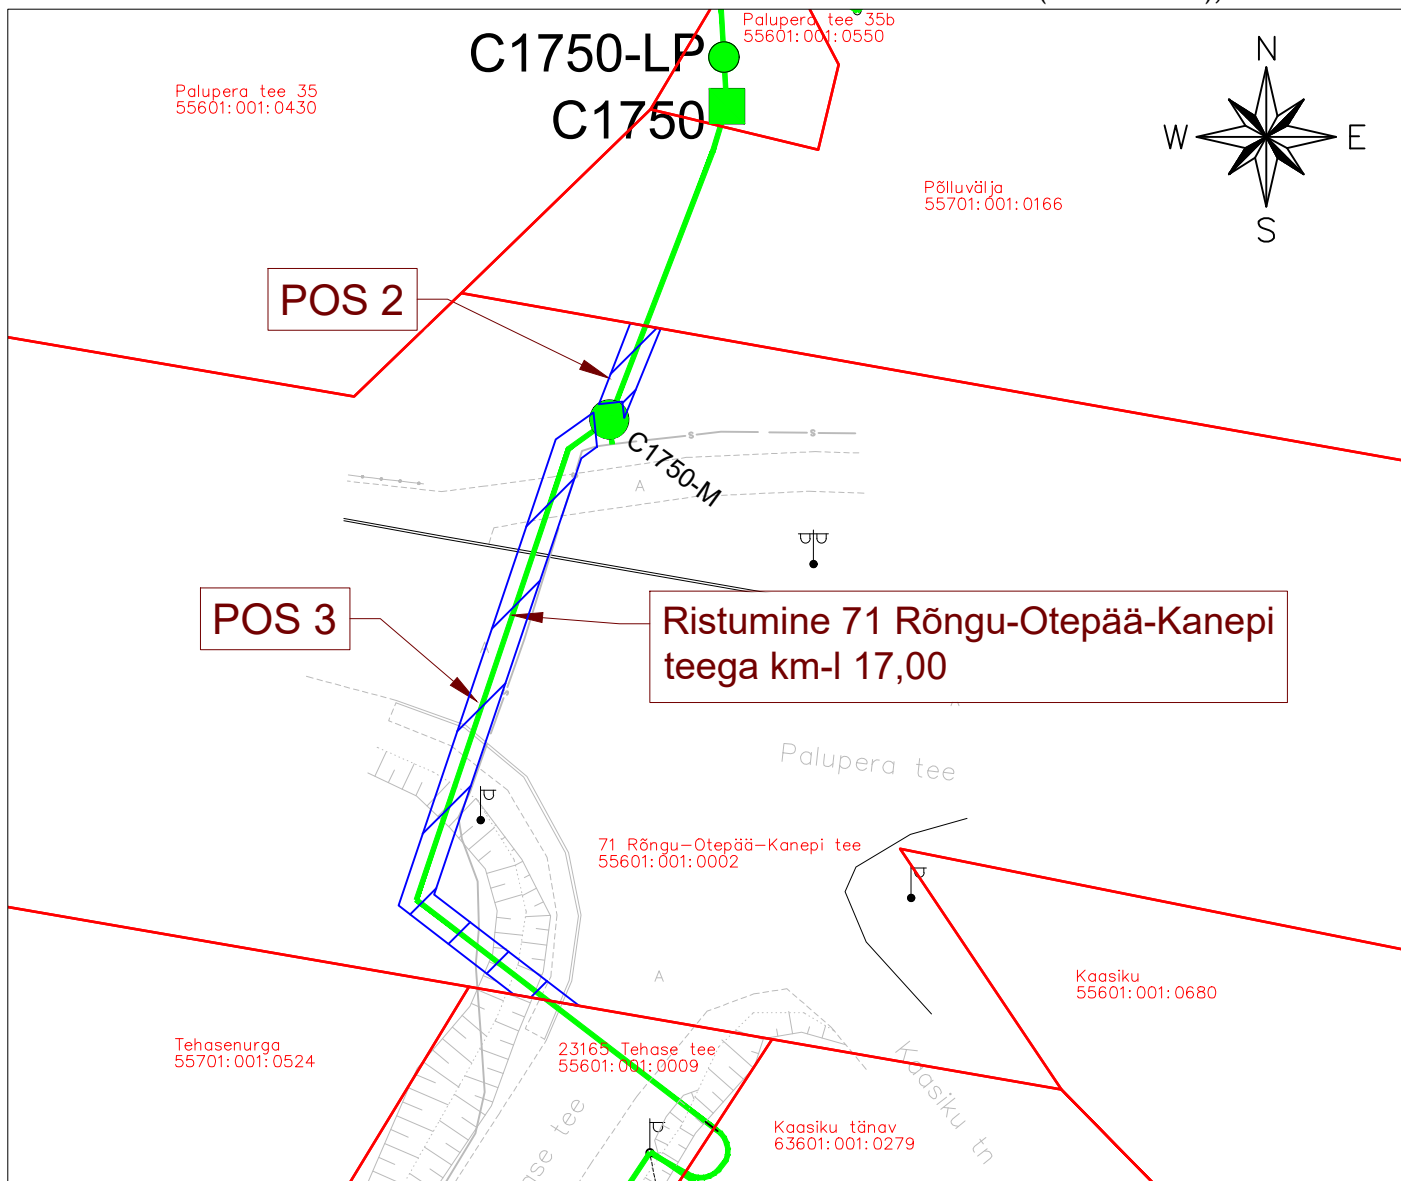 Palupera tee 35b
55601:001:0550
C1750-LP
C1750
Palupera tee 35
55601:001:0430
N
W
E
S
Põlluvälja
55701:001:0166
POS 2
C1750-M
s
s
A
POS 3
Ristumine 71 Rõngu-Otepää-Kanepi
teega km-l 17,00
Palupera tee
71 Rõngu-Otepää-Kanepi tee
55601:001:0002
A
Kaasiku
55601:001:0680
Tehasenurga
55701:001:0524
23165 Tehase tee
55601:001:0009
Kaasiku tn
Kaasiku tänav
63601:001:0279
tee